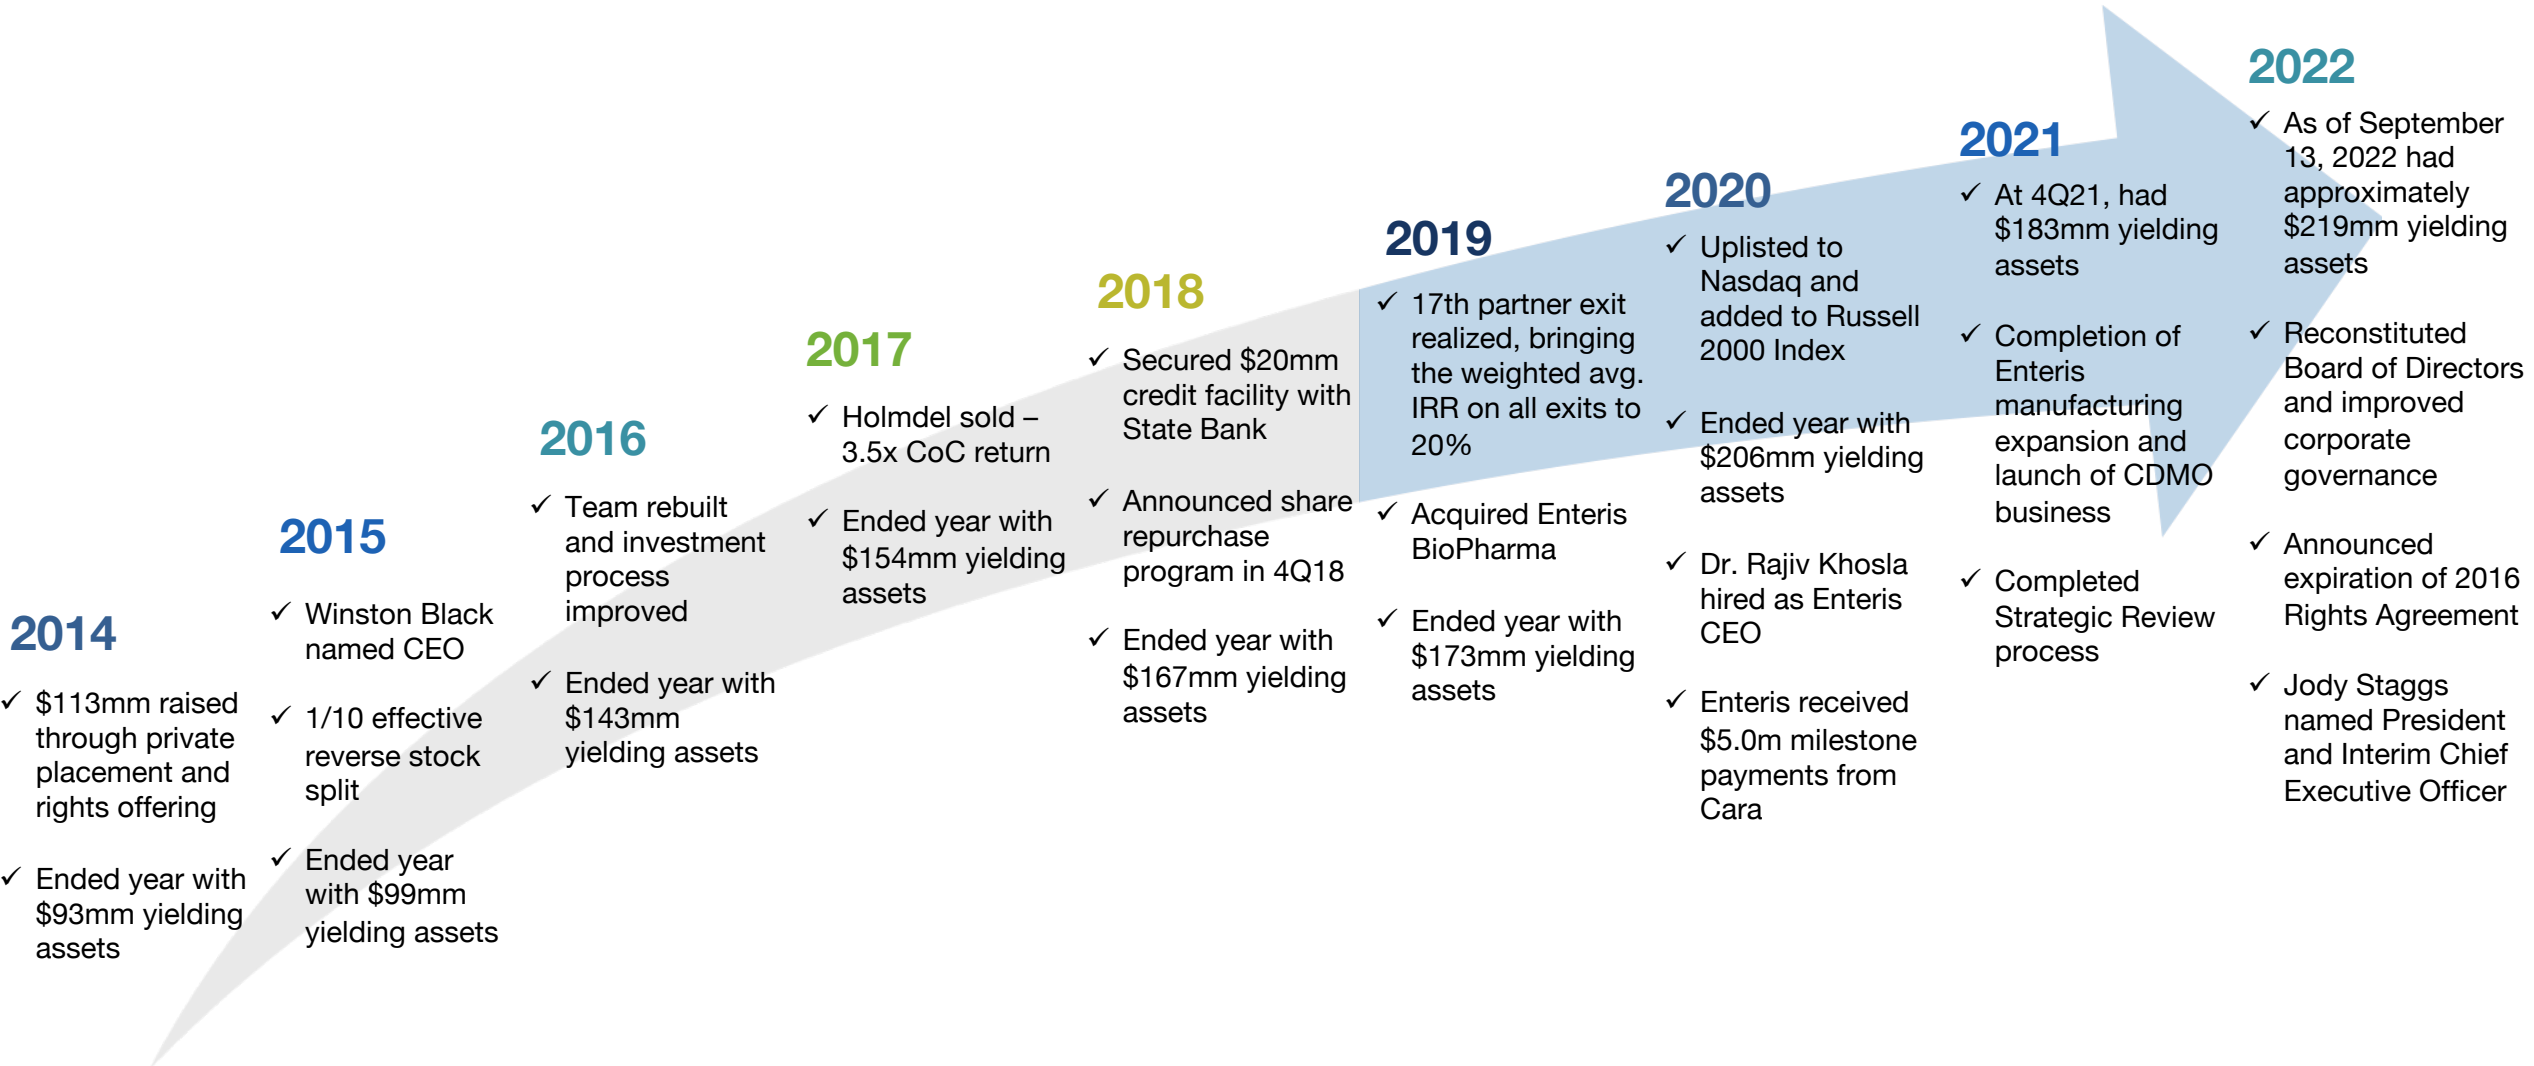 2014
✓ $113mm raised
through private
placement and
rights offering
✓ Ended year with
$93mm yielding
assets
2015
✓ Winston Black
named CEO
✓ 1/10 effective
reverse stock
split
✓ Ended year
with $99mm
yielding assets
2016
✓ Team rebuilt
and investment
process
improved
✓ Ended year with
$143mm
yielding assets
2017
✓ Holmdel sold –
3.5x CoC return
✓ Ended year with
$154mm yielding
assets
2018
✓ Secured $20mm
credit facility with
State Bank
✓ Announced share
repurchase
program in 4Q18
✓ Ended year with
$167mm yielding
assets
2019
✓ 17th partner exit
realized, bringing
the weighted avg.
IRR on all exits to
20%
✓ Acquired Enteris
BioPharma
✓ Ended year with
$173mm yielding
assets
2020
✓ Uplisted to
Nasdaq and
added to Russell
2000 Index
✓ Ended year with
$206mm yielding
assets
✓ Dr. Rajiv Khosla
hired as Enteris
CEO
✓ Enteris received
$5.0m milestone
payments from
Cara
2021
✓ At 4Q21, had
$183mm yielding
assets
✓ Completion of
Enteris
manufacturing
expansion and
launch of CDMO
business
✓ Completed
Strategic Review
process
2022
✓ As of September
13, 2022 had
approximately
$219mm yielding
assets
✓ Reconstituted
Board of Directors
and improved
corporate
governance
✓ Announced
expiration of 2016
Rights Agreement
✓ Jody Staggs
named President
and Interim Chief
Executive Officer